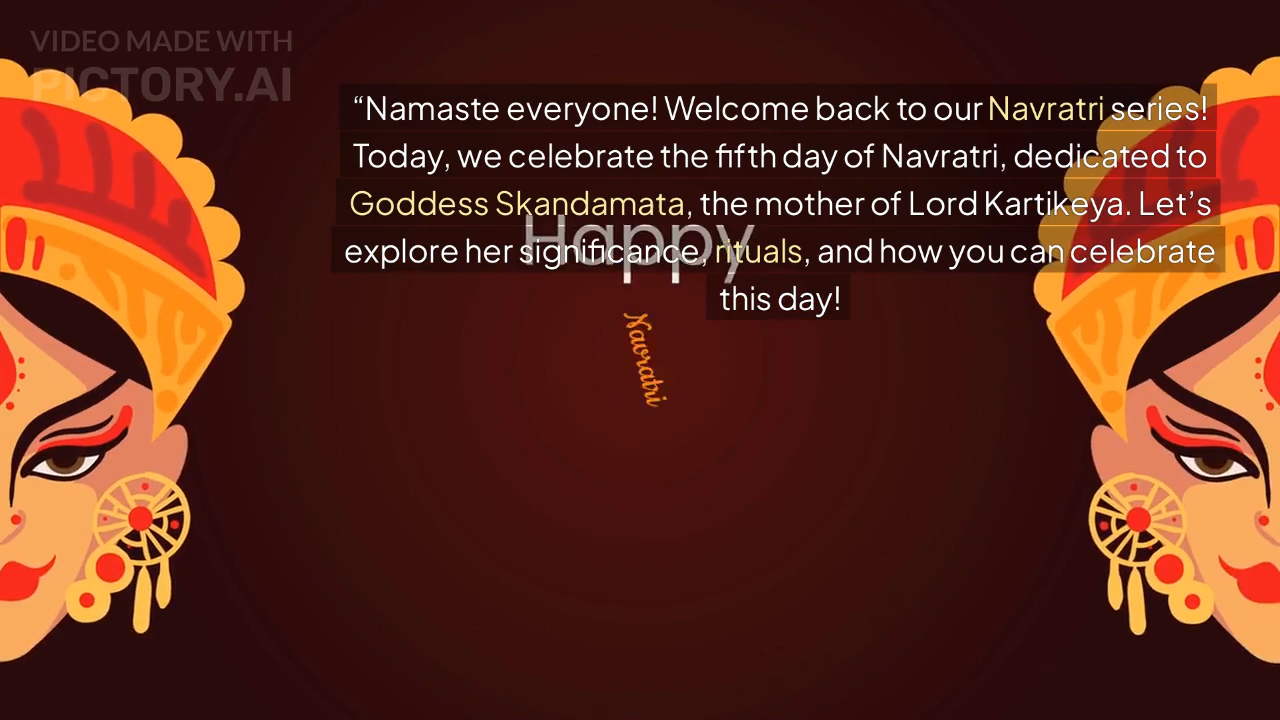 VIDEO MADE WITH
PICTORY.AI
“Namaste everyone! Welcome back to our Navratri series!
Today, we celebrate the fifth day of Navratri, dedicated to
Goddess Skandamata, the mother of Lord Kartikeya. Let’s
explore her significance, rituals, and how you can celebrate
this day!
Happy
Navratri